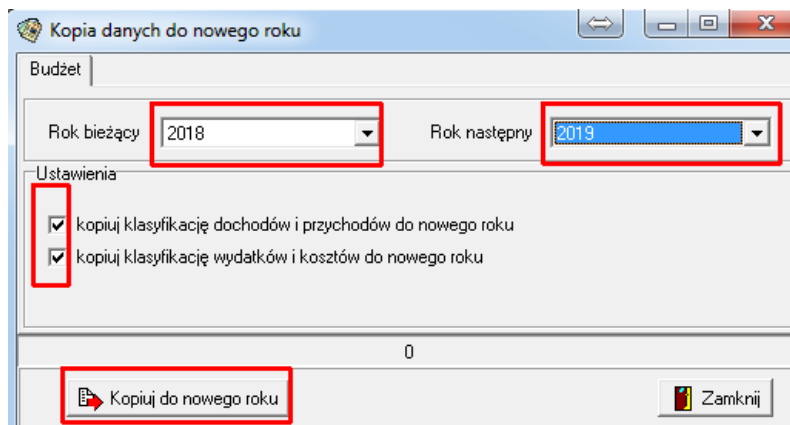 Kopia danych do nowego roku
Budżet
Rok bieżący 2018 Rok następny 2019
Ustawienia
kopiuj klasyfikację dochodów i przychodów do nowego roku
kopiuj klasyfikację wydatków i kosztów do nowego roku
0
Kopiuj do nowego roku Zamknij